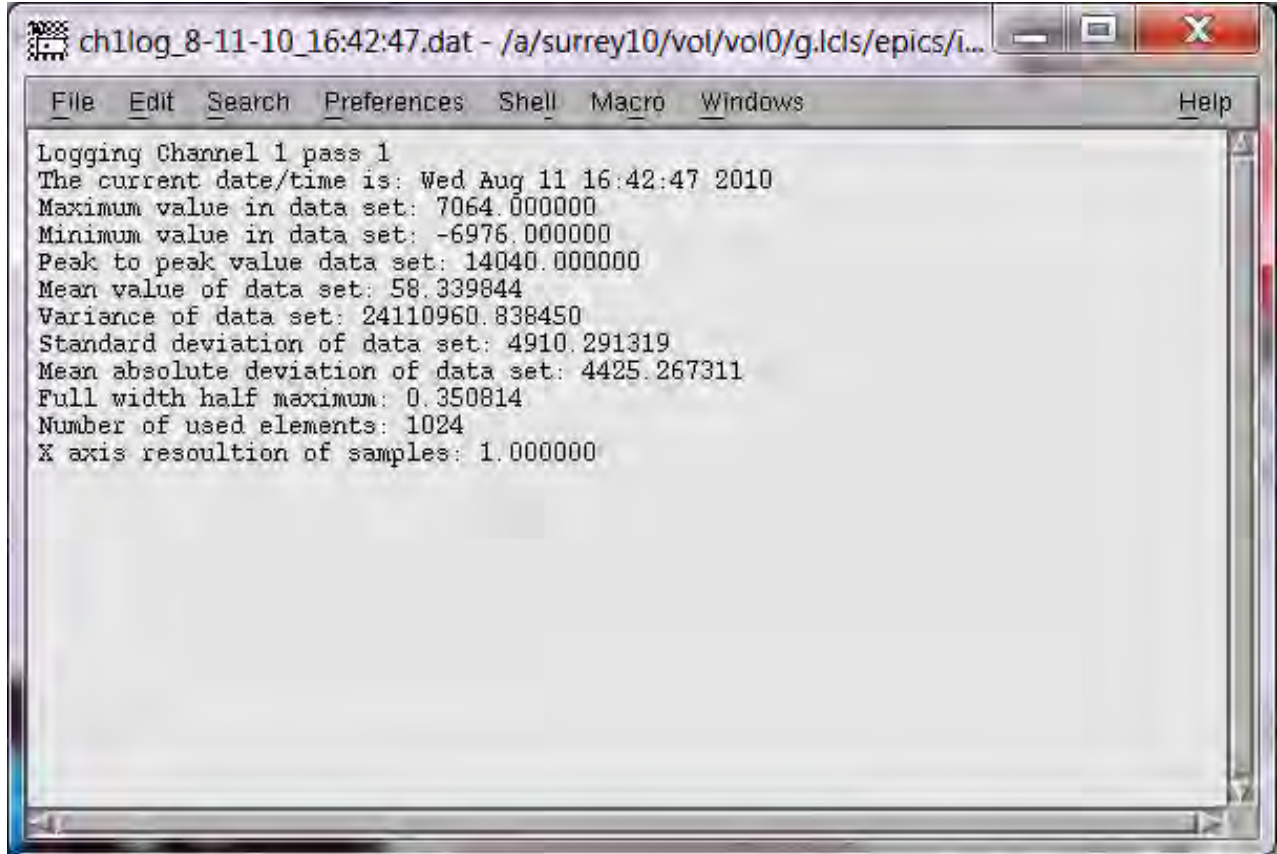 ch1log_8-11-10_16:42:47.dat - /a/surrey10/vol/vol0/g.lcls/epics/i...
File Edit Search Preferences Shell Macro Windows Help
Logging Channel 1 pass 1
The current date/time is: Wed Aug 11 16:42:47 2010
Maximum value in data set: 7064.000000
Minimum value in data set: -6976.000000
Peak to peak value data set: 14040.000000
Mean value of data set: 58.339844
Variance of data set: 24110960.838450
Standard deviation of data set: 4910.291319
Mean absolute deviation of data set: 4425.267311
Full width half maximum: 0.350814
Number of used elements: 1024
X axis resoultion of samples: 1.000000